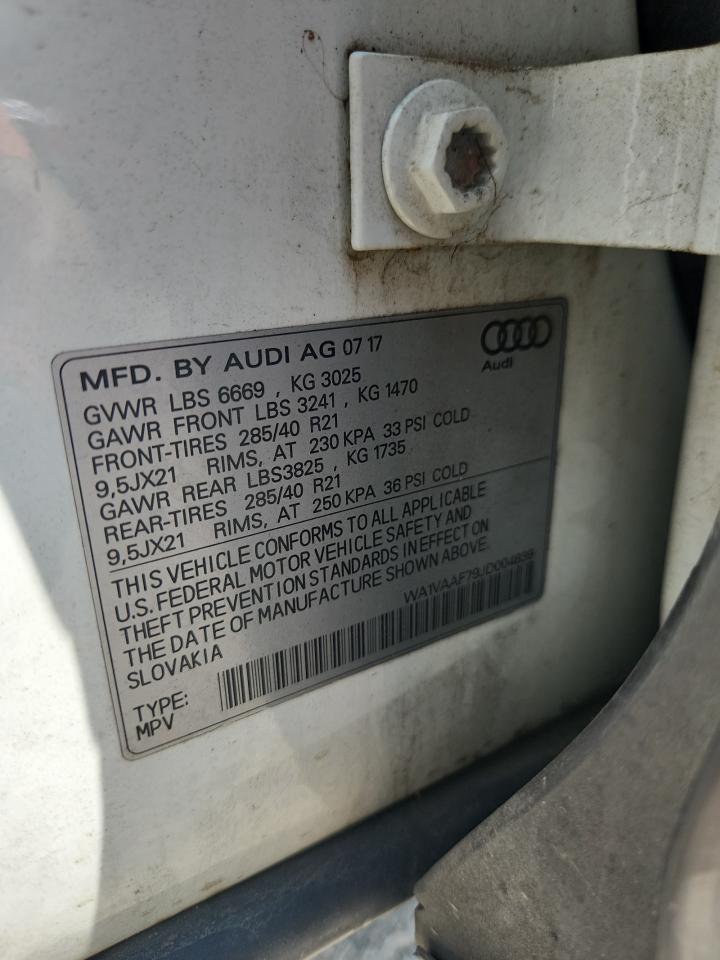 MFD. BY AUDI AG 07 17
Audi
GVWR LBS 6669 , KG 3025
GAWR FRONT LBS 3241 , KG 1470
FRONT-TIRES 285/40 R21
9,5JX21 RIMS, AT 230 KPA 33 PSI COLD
GAWR REAR LBS3825 , KG 1735
REAR-TIRES 285/40 R21
9,5JX21 RIMS, AT 250 KPA 36 PSI COLD
THIS VEHICLE CONFORMS TO ALL APPLICABLE
U.S. FEDERAL MOTOR VEHICLE SAFETY AND
THEFT PREVENTION STANDARDS IN EFFECT ON
THE DATE OF MANUFACTURE SHOWN ABOVE.
SLOVAKIA
WA1VAAF79JD004839
TYPE:
MPV